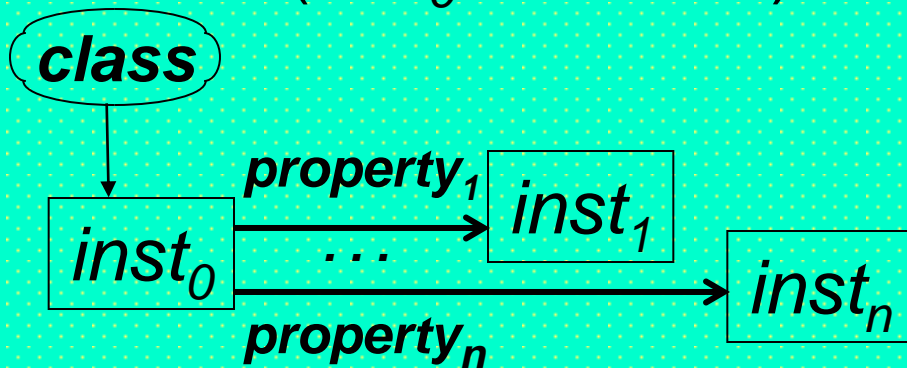 class
property₁
inst₁
inst₀
...
instₙ
propertyₙ